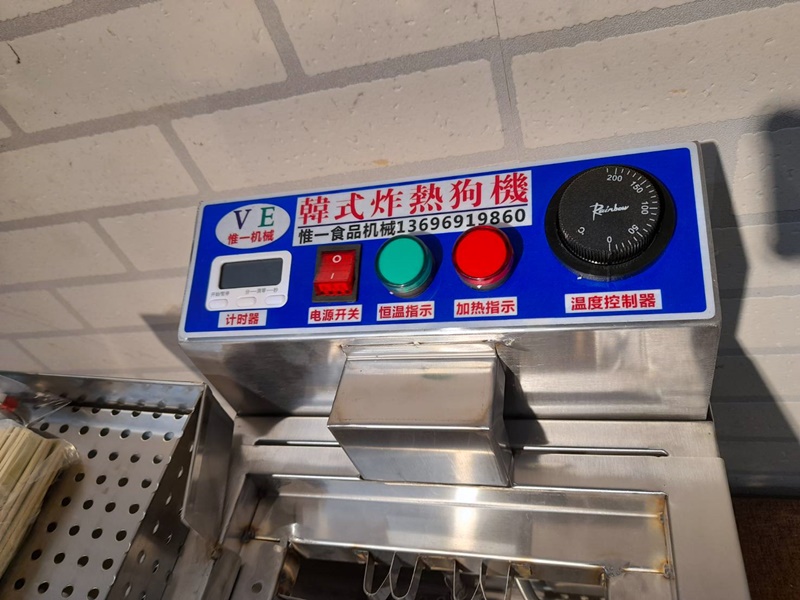 VE
惟一机械
韓式炸熱狗機
惟一食品机械13696919860
计时器
电源开关
恒温指示
加热指示
温度控制器
Rainbow
200
150
100
50
0
℃